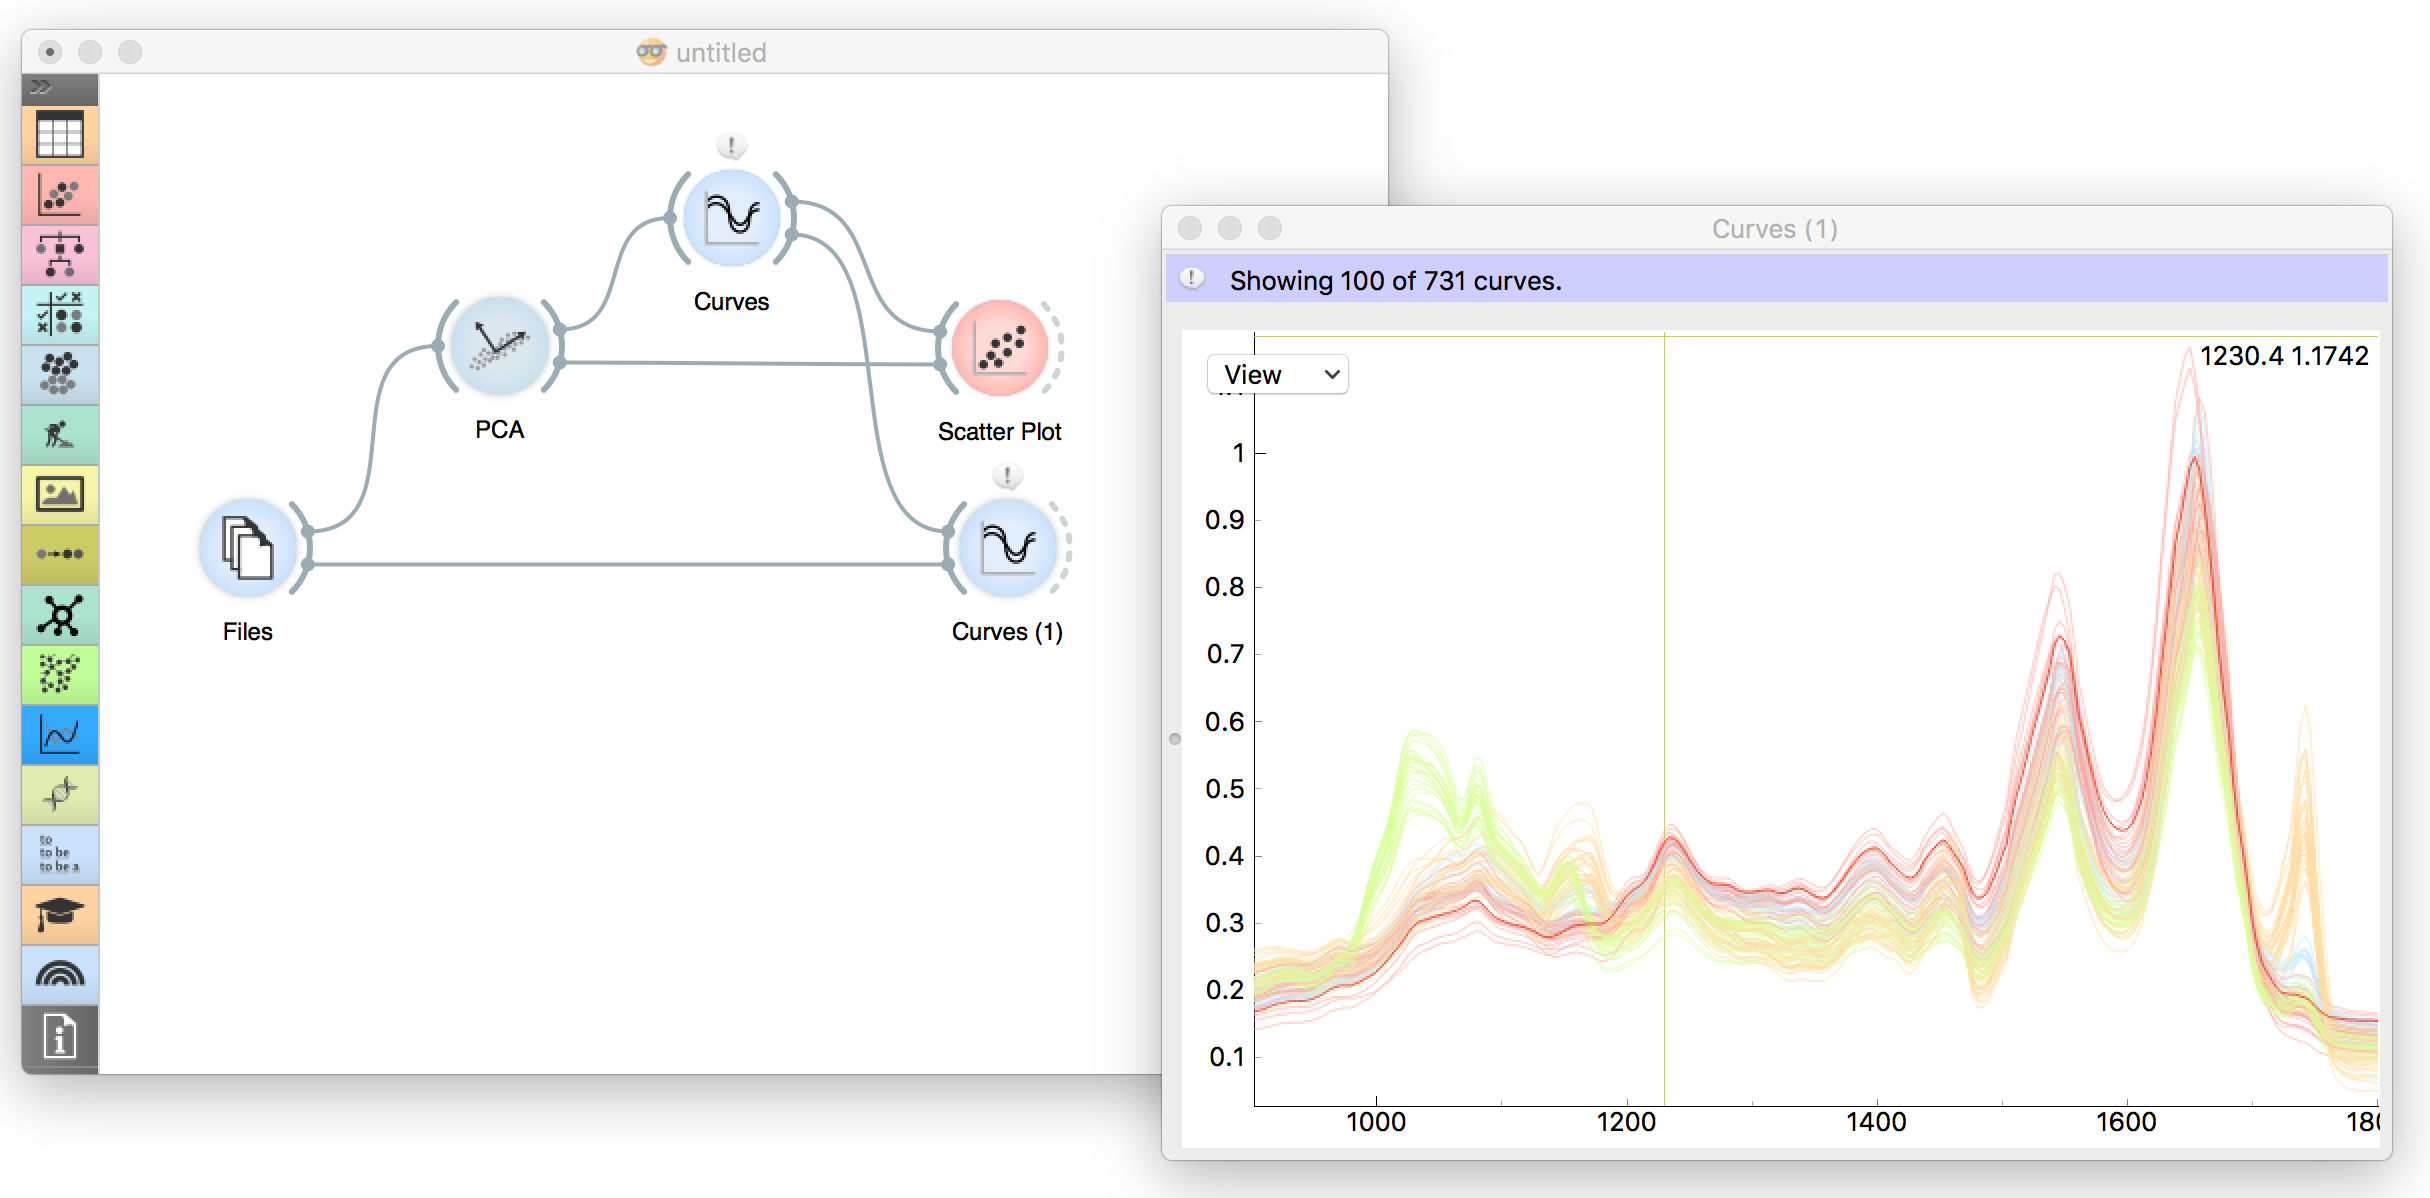 untitled
Curves
PCA
Scatter Plot
Files
Curves (1)
to
to be
to be a
Curves (1)
Showing 100 of 731 curves.
View
1230.4 1.1742
1
0.9
0.8
0.7
0.6
0.5
0.4
0.3
0.2
0.1
1000
1200
1400
1600